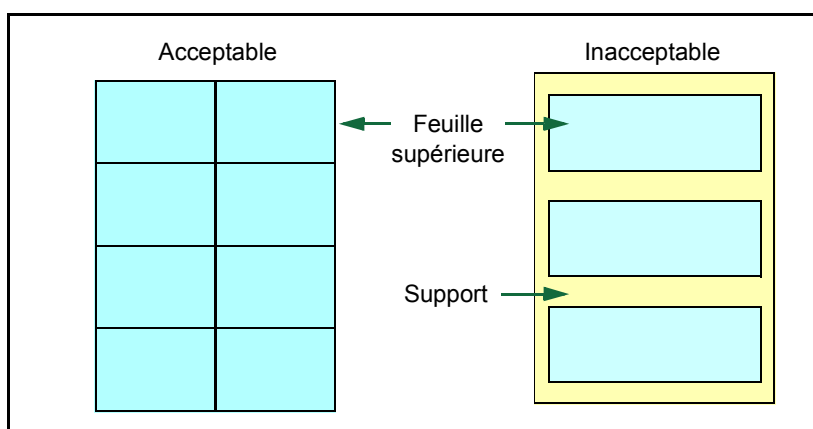 Acceptable
Inacceptable
Feuille
supérieure
Support